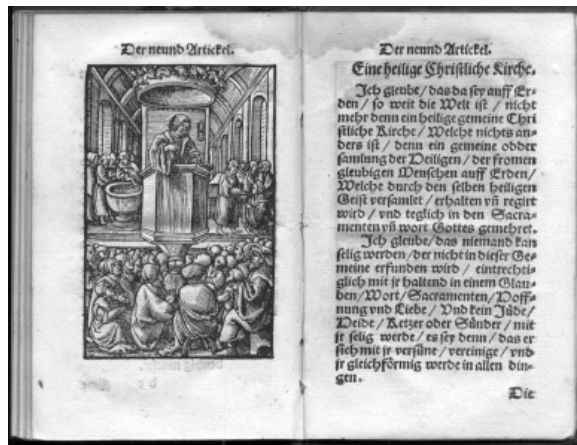 Der neund Artickel.
Der neund Artickel.
Eine heilige Christliche Kirche.
Ich gleube / das da sey auff Er-
den / so weit die Welt ist / nicht
mehr denn ein heilige gemeine Chri
stliche Kirche / Welche nichts an-
ders ist / denn ein gemeine odder
samlung der Heiligen / der fromen
gleubigen Menschen auff Erden /
Welche durch den selben heiligen
Geist versamlet / erhalten vñ regirt
wird / vnd teglich in den Sacra-
menten vñ wort Gottes gemehret.
Ich gleube / das niemand kan
selig werden / der nicht in dieser Ge-
meine erfunden wird / eintrechti-
glich mit jr haltend in einem Glau-
ben / Wort / Sacramenten / Hoff-
nung vnd Liebe / Vnd kein Jüde /
Heide / Ketzer oder Sünder / mit
jr selig werde / es sey denn / das er
sich mit jr versüne / vereinige / vnd
jr gleichförmig werde in allen din-
gen.
Die